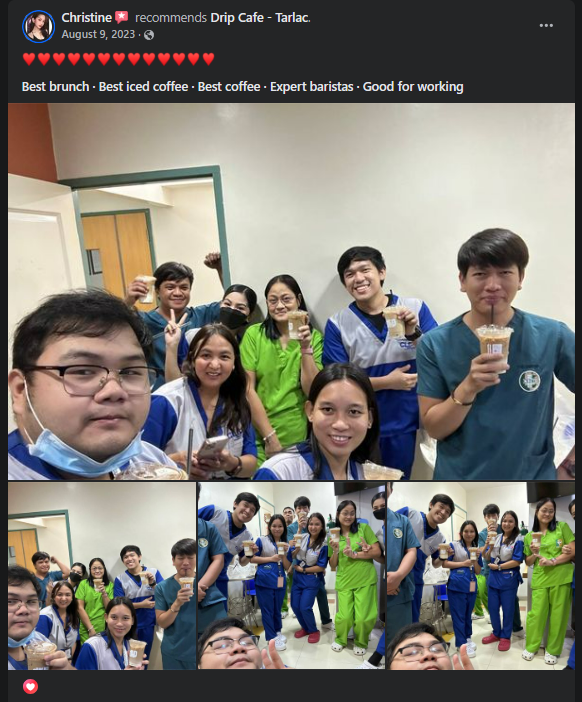 Christine recommends Drip Cafe - Tarlac.
August 9, 2023 ·
Best brunch · Best iced coffee · Best coffee · Expert baristas · Good for working